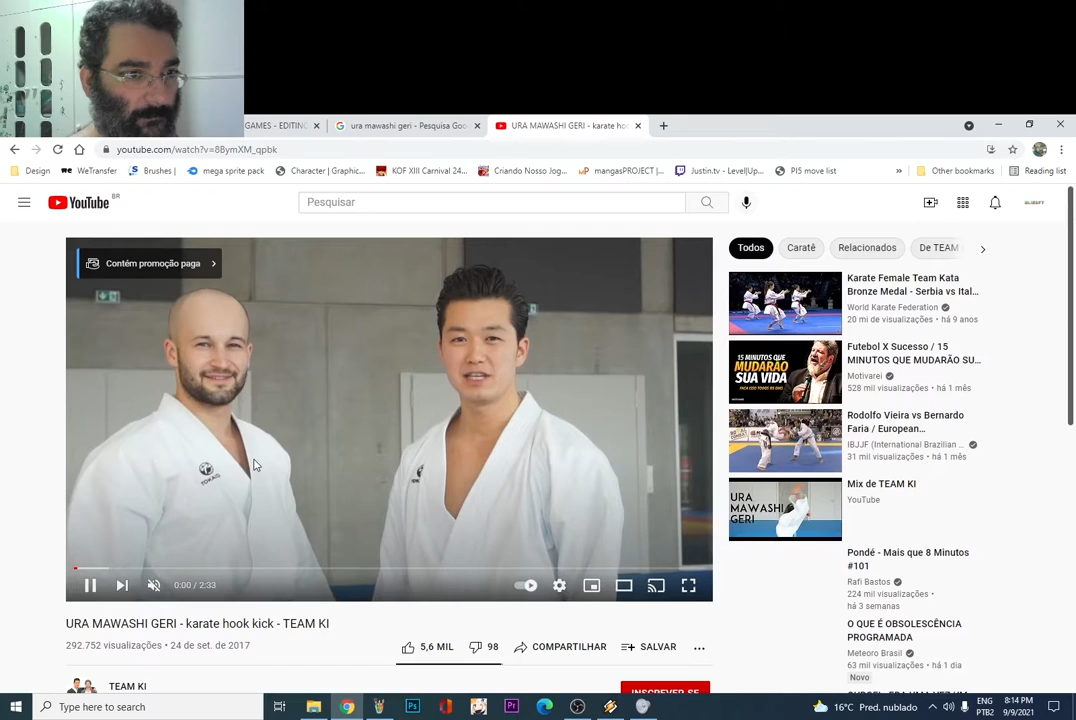 GAMES - EDITIN
ura mawashi geri - Pesquisa Goo
URA MAWASHI GERI - karate ho
youtube.com/watch?v=8BymXM_qpbk
Design
WeTransfer
Brushes |
mega sprite pack
Character | Graphic...
KOF XIII Carnival 24...
Criando Nosso Jog...
mangasPROJECT |...
Justin.tv - Level|Up...
PI5 move list
»
Other bookmarks
Reading list
YouTube BR
Pesquisar
Contém promoção paga
TOKAIDO
Todos
Caratê
Relacionados
De TEAM
Karate Female Team Kata
Bronze Medal - Serbia vs Ital...
World Karate Federation
20 mi de visualizações • há 9 anos
15 MINUTOS QUE
MUDARÃO
SUA VIDA
Futebol X Sucesso / 15
MINUTOS QUE MUDARÃO SU...
Motivarei
528 mil visualizações • há 1 mês
Rodolfo Vieira vs Bernardo
Faria / European...
IBJJF (International Brazilian ...
31 mil visualizações • há 1 mês
URA
MAWASHI
GERI
Mix de TEAM KI
YouTube
Pondé - Mais que 8 Minutos
#101
Rafi Bastos
224 mil visualizações •
há 3 semanas
O QUE É OBSOLESCÊNCIA
PROGRAMADA
Meteoro Brasil
63 mil visualizações • há 1 dia
Novo
0:00 / 2:33
URA MAWASHI GERI - karate hook kick - TEAM KI
292.752 visualizações • 24 de set. de 2017
5,6 MIL
98
COMPARTILHAR
SALVAR
TEAM KI
INSCREVER-SE
Type here to search
16°C Pred. nublado
ENG
PTB2
8:14 PM
9/9/2021